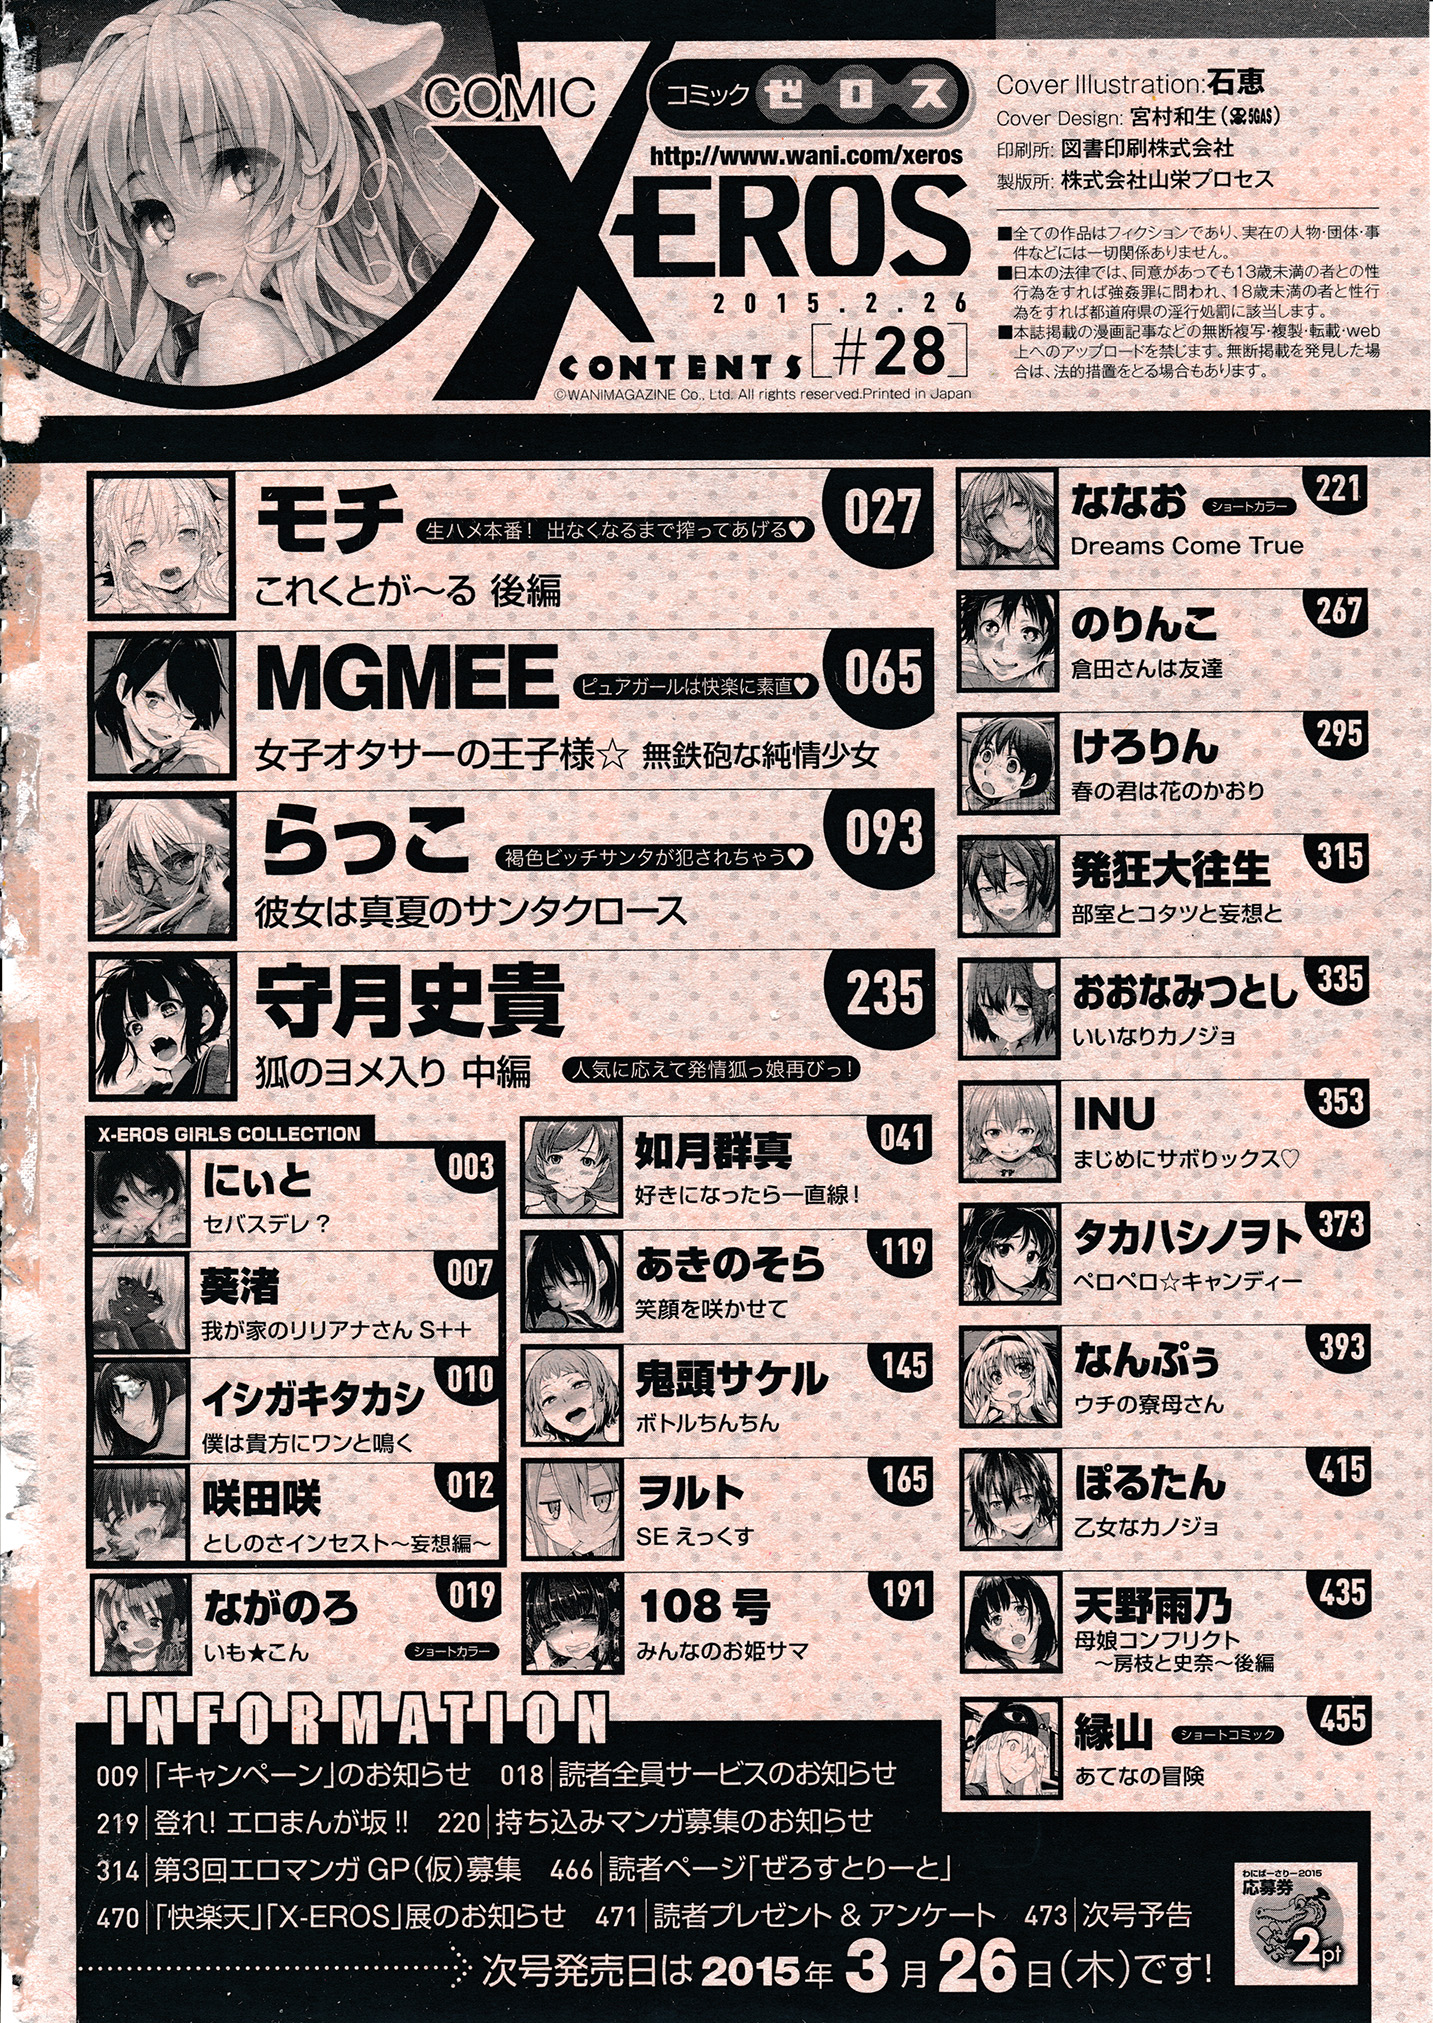 COMIC
X-EROS
コミック ゼロス
http://www.wani.com/xeros
2015.2.26
CONTENTS [#28]
©WANIMAGAZINE Co., Ltd. All rights reserved.Printed in Japan
Cover Illustration:石恵
Cover Design: 宮村和生(5GAS)
印刷所: 図書印刷株式会社
製版所: 株式会社山栄プロセス
■全ての作品はフィクションであり、実在の人物・団体・事
件などには一切関係ありません。
■日本の法律では、同意があっても13歳未満の者との性
行為をすれば強姦罪に問われ、18歳未満の者と性行
為をすれば都道府県の淫行処罰に該当します。
■本誌掲載の漫画記事などの無断複写・複製・転載・web
上へのアップロードを禁じます。無断掲載を発見した場
合は、法的措置をとる場合もあります。
モチ 生ハメ本番! 出なくなるまで搾ってあげる♥ 027
これくとが〜る 後編
MGMEE ピュアガールは快楽に素直♥ 065
女子オタサーの王子様☆ 無鉄砲な純情少女
らっこ 褐色ビッチサンタが犯されちゃう♥ 093
彼女は真夏のサンタクロース
守月史貴 235
狐のヨメ入り 中編 人気に応えて発情狐っ娘再びっ!
X-EROS GIRLS COLLECTION
にぃと 003
セバスデレ?
葵渚 007
我が家のリリアナさん S++
イシガキタカシ 010
僕は貴方にワンと鳴く
咲田咲 012
としのさインセスト〜妄想編〜
ながのろ 019
いも★こん ショートカラー
如月群真 041
好きになったら一直線!
あきのそら 119
笑顔を咲かせて
鬼頭サケル 145
ボトルちんちん
ヲルト 165
SE えっくす
108号 191
みんなのお姫サマ
ななお ショートカラー 221
Dreams Come True
のりんこ 267
倉田さんは友達
けろりん 295
春の君は花のかおり
発狂大往生 315
部室とコタツと妄想と
おおなみつとし 335
いいなりカノジョ
INU 353
まじめにサボりックス♡
タカハシノヲト 373
ペロペロ☆キャンディー
なんぷぅ 393
ウチの寮母さん
ぽるたん 415
乙女なカノジョ
天野雨乃 435
母娘コンフリクト
〜房枝と史奈〜後編
縁山 ショートコミック 455
あてなの冒険
INFORMATION
009|「キャンペーン」のお知らせ 018|読者全員サービスのお知らせ
219|登れ! エロまんが坂!! 220|持ち込みマンガ募集のお知らせ
314|第3回エロマンガGP(仮)募集 466|読者ページ「ぜろすとりーと」
470|「快楽天」「X-EROS」展のお知らせ 471|読者プレゼント & アンケート 473|次号予告
次号発売日は 2015年 3月 26日(木)です!
わにばーさりー2015
応募券
2pt